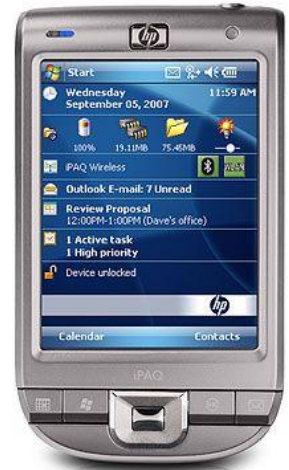 hp
Start
Wednesday 11:59 AM
September 05, 2007
100% 19.11MB 75.45MB
iPAQ Wireless WLAN
Outlook E-mail: 7 Unread
Review Proposal
12:00PM-1:00PM (Dave's office)
1 Active task
1 High priority
Device unlocked
hp
Calendar Contacts
iPAQ